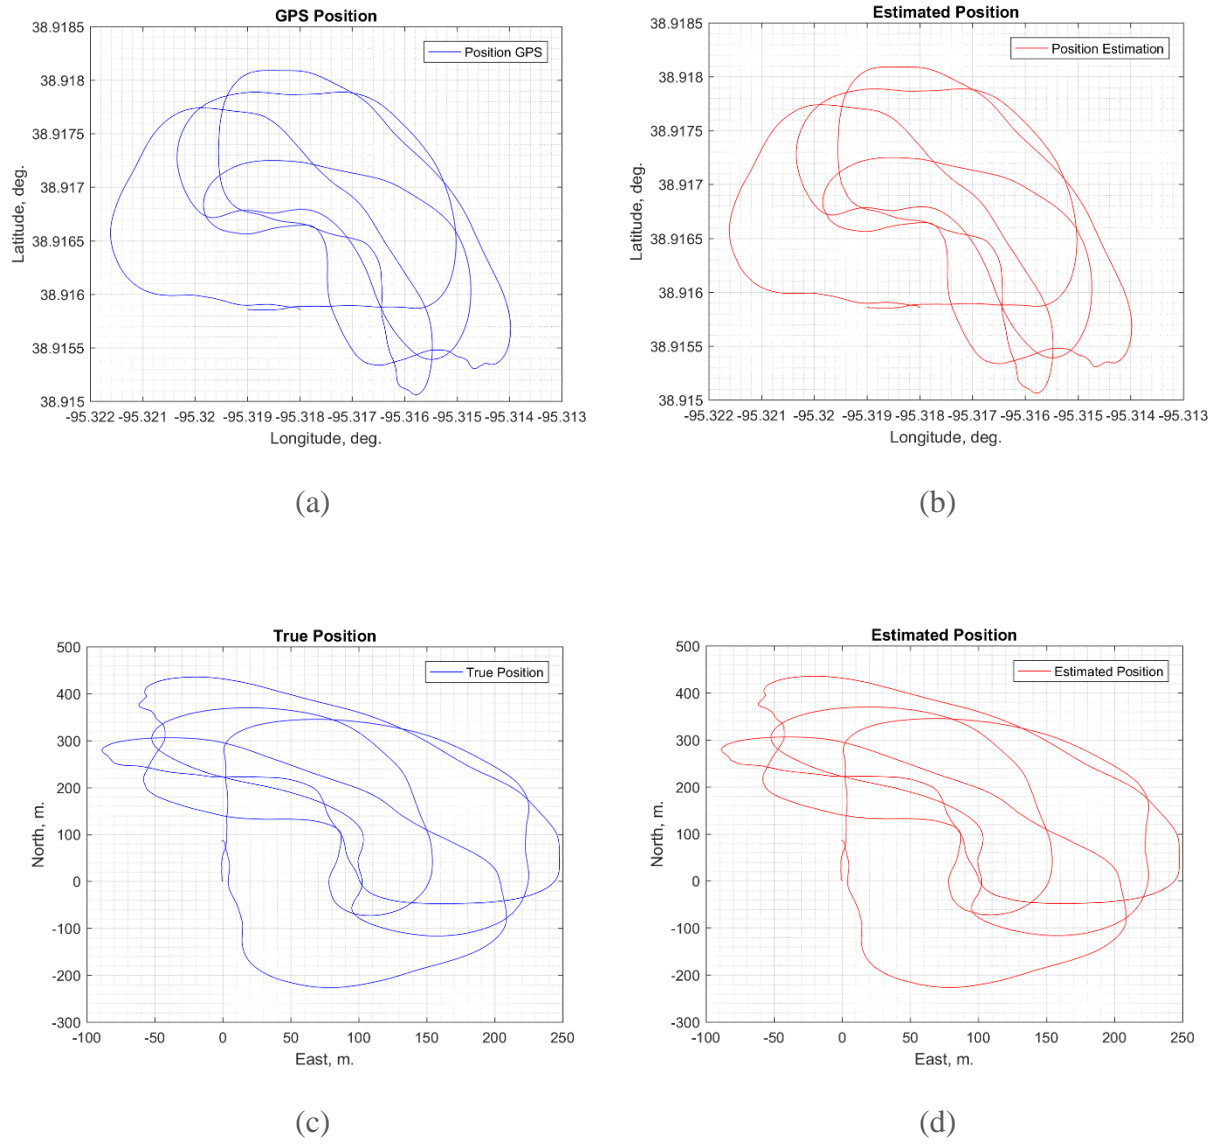 GPS Position
38.9185
38.918
38.9175
38.917
38.9165
38.916
38.9155
38.915
Latitude, deg.
Position GPS
-95.322 -95.321 -95.32 -95.319 -95.318 -95.317 -95.316 -95.315 -95.314 -95.313
Longitude, deg.
(a)
Estimated Position
38.9185
38.918
38.9175
38.917
38.9165
38.916
38.9155
38.915
Latitude, deg.
Position Estimation
-95.322 -95.321 -95.32 -95.319 -95.318 -95.317 -95.316 -95.315 -95.314 -95.313
Longitude, deg.
(b)
True Position
500
400
300
200
100
0
-100
-200
-300
North, m.
True Position
-100 -50 0 50 100 150 200 250
East, m.
(c)
Estimated Position
500
400
300
200
100
0
-100
-200
-300
North, m.
Estimated Position
-100 -50 0 50 100 150 200 250
East, m.
(d)